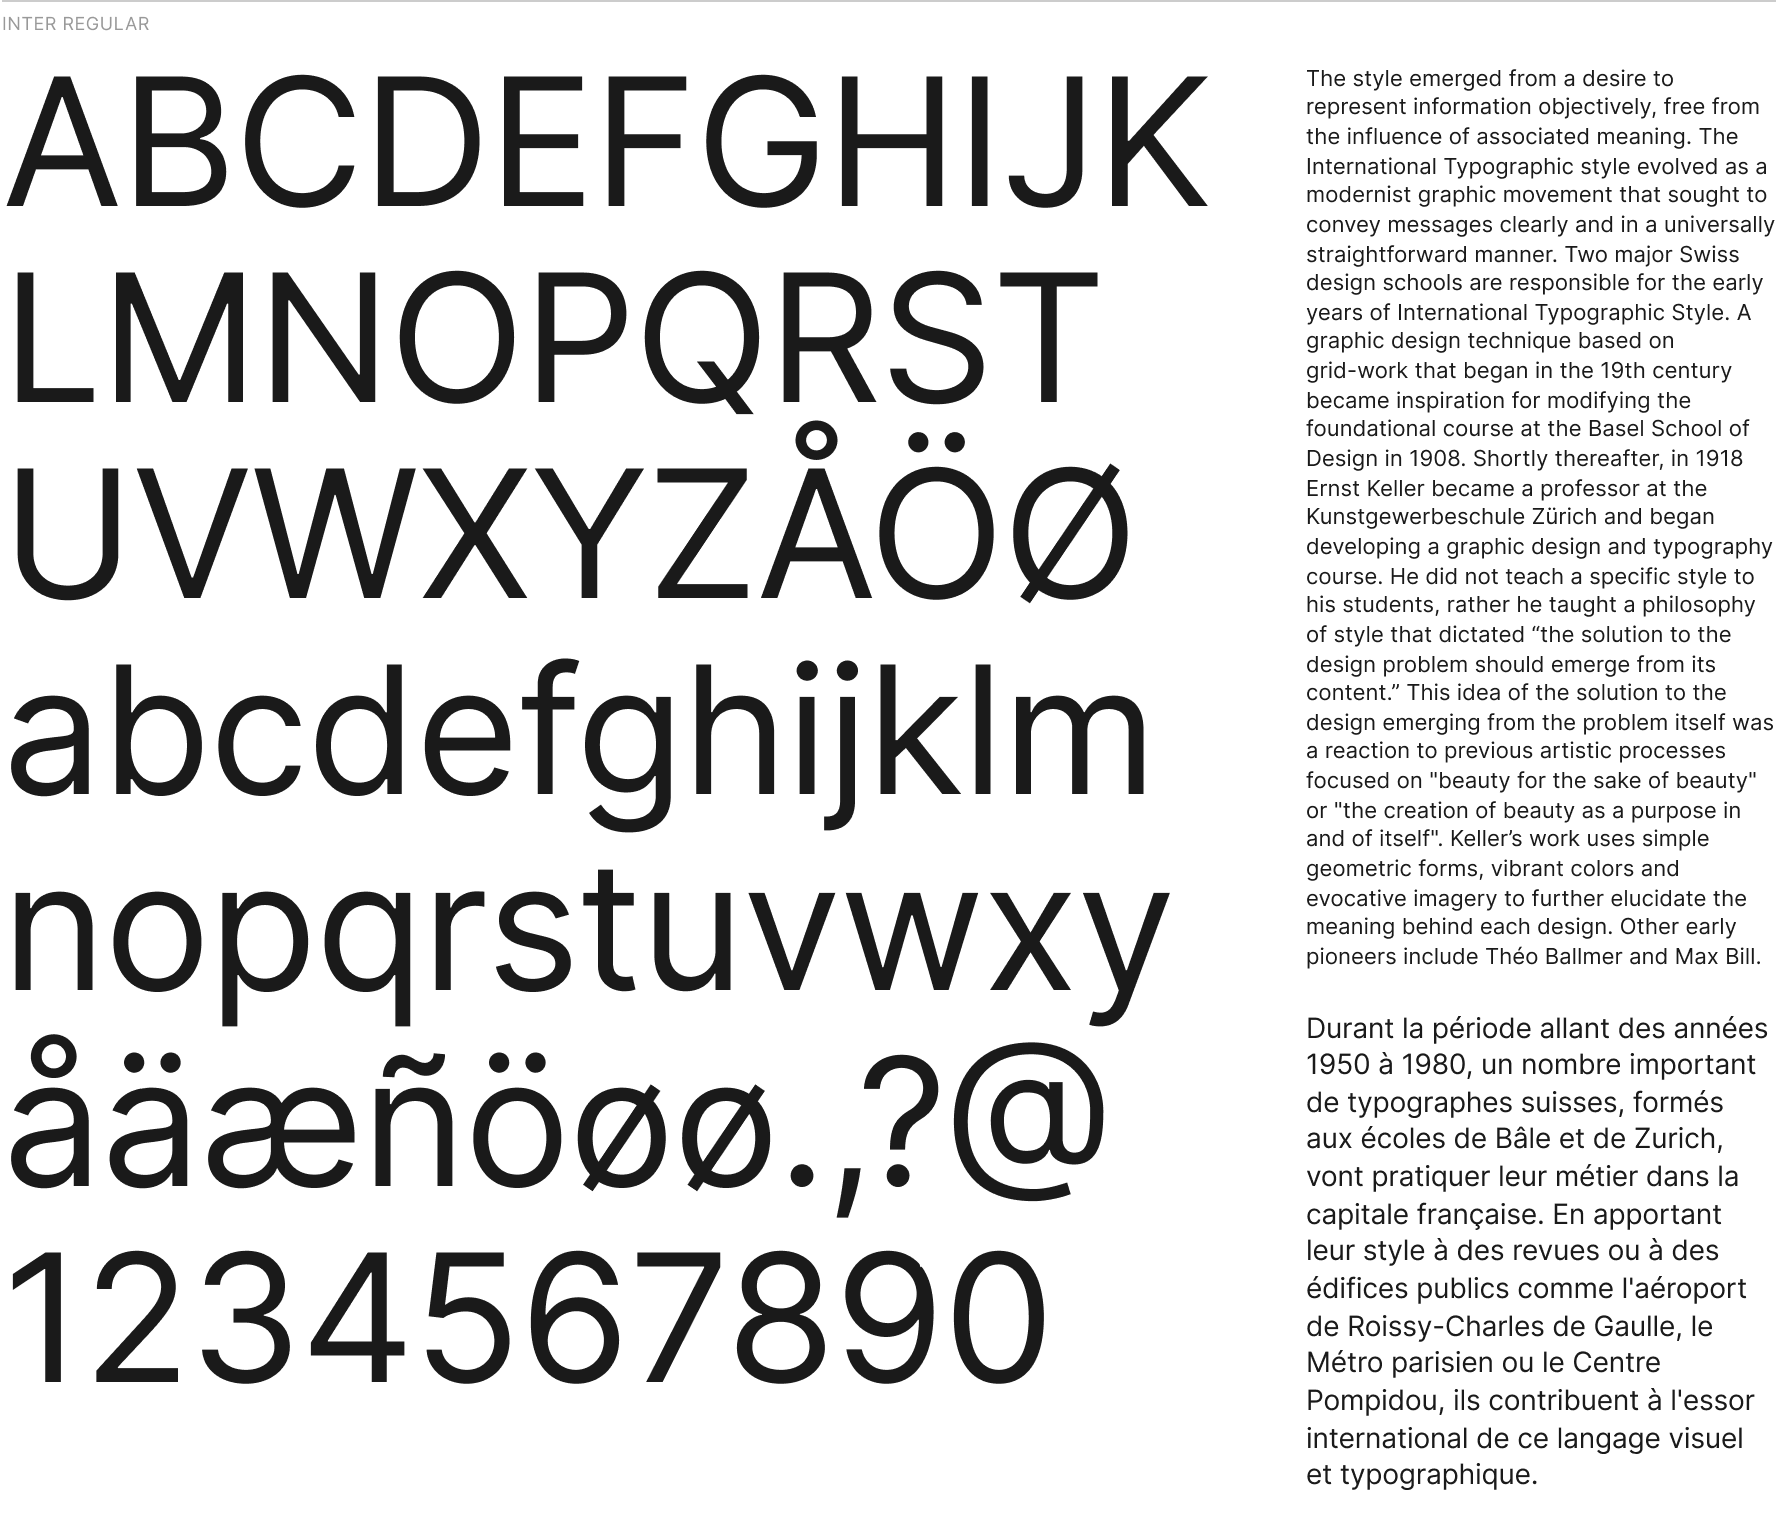 INTER REGULAR
ABCDEFGHIJK
LMNOPQRST
UVWXYZÅÖØ
abcdefghijklm
nopqrstuvwxy
åäæñöøø.,?@
1234567890
The style emerged from a desire to
represent information objectively, free from
the influence of associated meaning. The
International Typographic style evolved as a
modernist graphic movement that sought to
convey messages clearly and in a universally
straightforward manner. Two major Swiss
design schools are responsible for the early
years of International Typographic Style. A
graphic design technique based on
grid-work that began in the 19th century
became inspiration for modifying the
foundational course at the Basel School of
Design in 1908. Shortly thereafter, in 1918
Ernst Keller became a professor at the
Kunstgewerbeschule Zürich and began
developing a graphic design and typography
course. He did not teach a specific style to
his students, rather he taught a philosophy
of style that dictated “the solution to the
design problem should emerge from its
content.” This idea of the solution to the
design emerging from the problem itself was
a reaction to previous artistic processes
focused on "beauty for the sake of beauty"
or "the creation of beauty as a purpose in
and of itself". Keller’s work uses simple
geometric forms, vibrant colors and
evocative imagery to further elucidate the
meaning behind each design. Other early
pioneers include Théo Ballmer and Max Bill.
Durant la période allant des années
1950 à 1980, un nombre important
de typographes suisses, formés
aux écoles de Bâle et de Zurich,
vont pratiquer leur métier dans la
capitale française. En apportant
leur style à des revues ou à des
édifices publics comme l'aéroport
de Roissy-Charles de Gaulle, le
Métro parisien ou le Centre
Pompidou, ils contribuent à l'essor
international de ce langage visuel
et typographique.